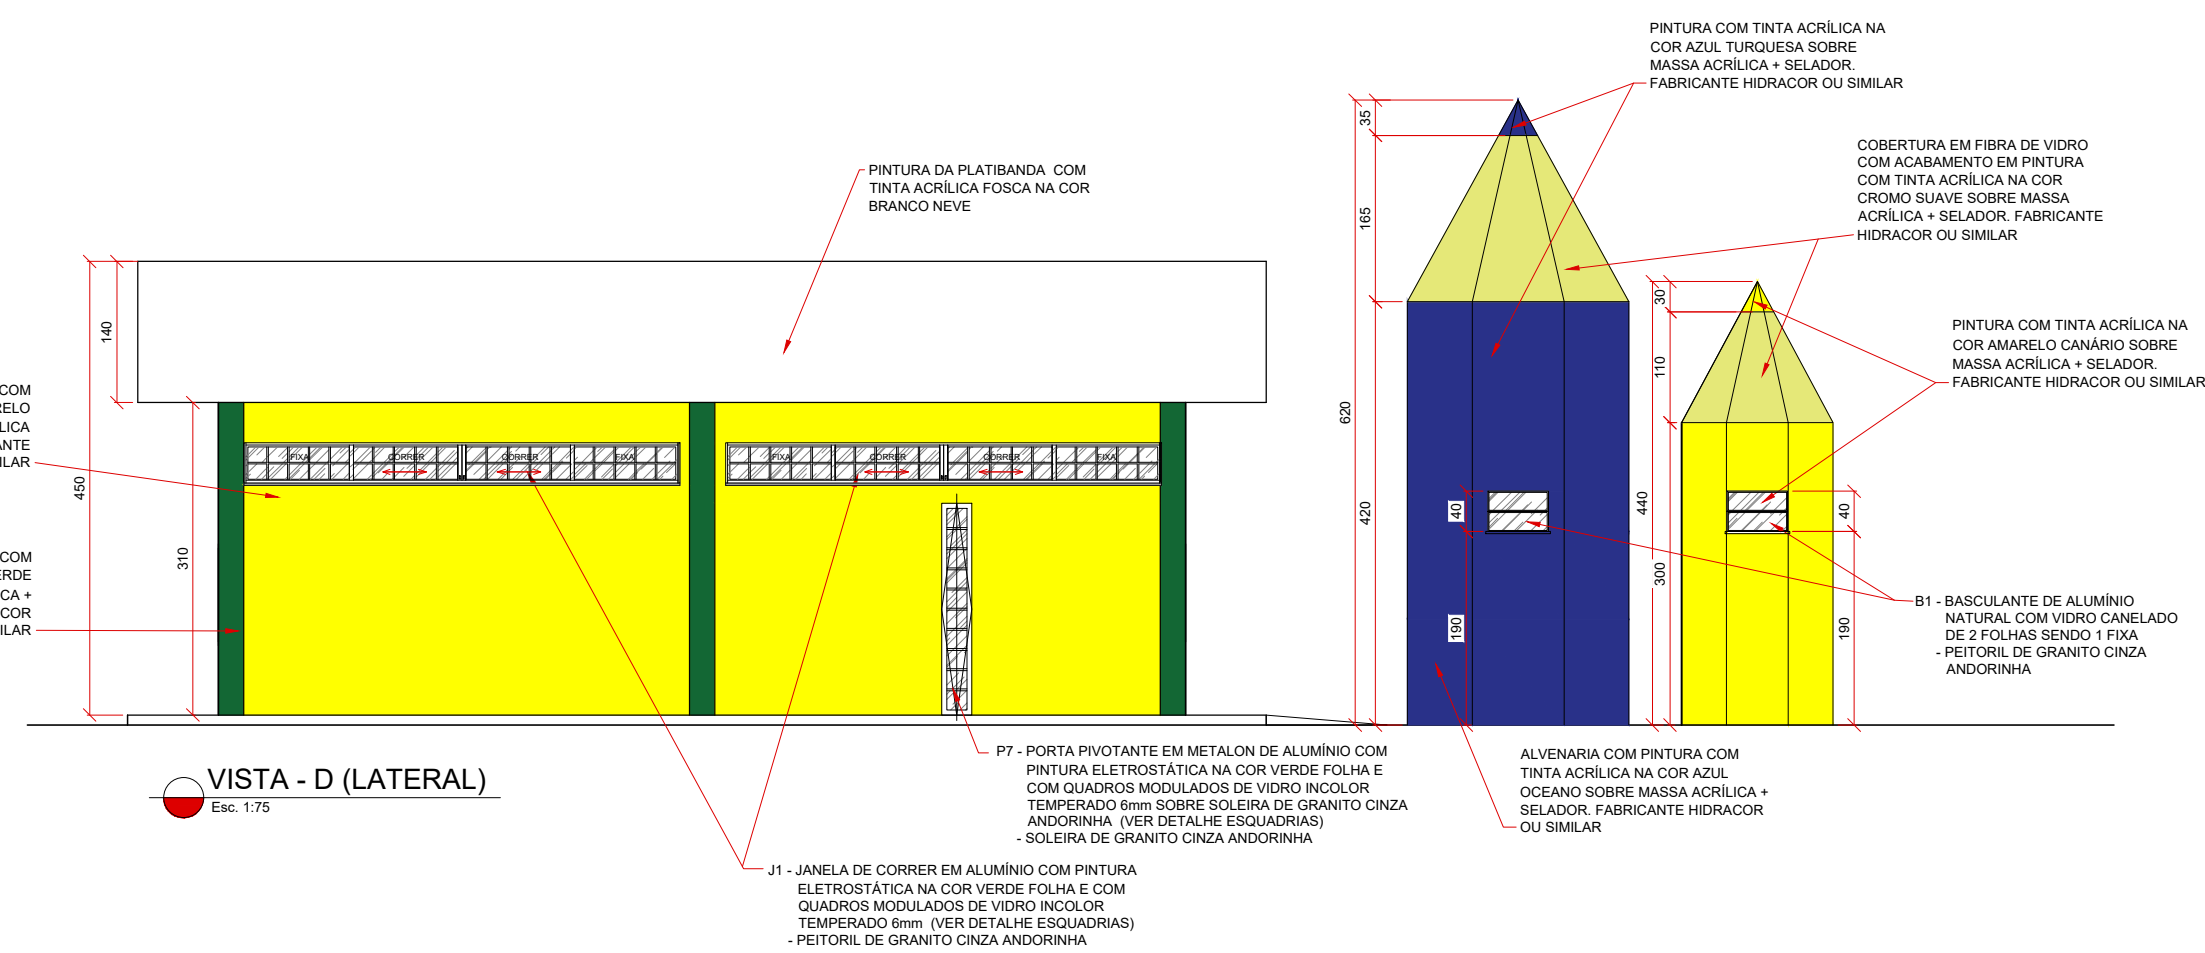 PINTURA COM TINTA ACRÍLICA NA
COR AZUL TURQUESA SOBRE
MASSA ACRÍLICA + SELADOR.
FABRICANTE HIDRACOR OU SIMILAR
COBERTURA EM FIBRA DE VIDRO
COM ACABAMENTO EM PINTURA
COM TINTA ACRÍLICA NA COR
CROMO SUAVE SOBRE MASSA
ACRÍLICA + SELADOR. FABRICANTE
HIDRACOR OU SIMILAR
PINTURA DA PLATIBANDA COM
TINTA ACRÍLICA FOSCA NA COR
BRANCO NEVE
PINTURA COM TINTA ACRÍLICA NA
COR AMARELO CANÁRIO SOBRE
MASSA ACRÍLICA + SELADOR.
FABRICANTE HIDRACOR OU SIMILAR
COM
RELO
LICA
ANTE
ILAR
COM
ERDE
CA +
COR
ILAR
450
140
310
FIXA
CORRER
CORRER
FIXA
FIXA
CORRER
CORRER
FIXA
620
35
165
420
40
190
440
30
110
300
40
190
B1 - BASCULANTE DE ALUMÍNIO
NATURAL COM VIDRO CANELADO
DE 2 FOLHAS SENDO 1 FIXA
- PEITORIL DE GRANITO CINZA
ANDORINHA
P7 - PORTA PIVOTANTE EM METALON DE ALUMÍNIO COM
PINTURA ELETROSTÁTICA NA COR VERDE FOLHA E
COM QUADROS MODULADOS DE VIDRO INCOLOR
TEMPERADO 6mm SOBRE SOLEIRA DE GRANITO CINZA
ANDORINHA (VER DETALHE ESQUADRIAS)
- SOLEIRA DE GRANITO CINZA ANDORINHA
ALVENARIA COM PINTURA COM
TINTA ACRÍLICA NA COR AZUL
OCEANO SOBRE MASSA ACRÍLICA +
SELADOR. FABRICANTE HIDRACOR
OU SIMILAR
VISTA - D (LATERAL)
Esc. 1:75
J1 - JANELA DE CORRER EM ALUMÍNIO COM PINTURA
ELETROSTÁTICA NA COR VERDE FOLHA E COM
QUADROS MODULADOS DE VIDRO INCOLOR
TEMPERADO 6mm (VER DETALHE ESQUADRIAS)
- PEITORIL DE GRANITO CINZA ANDORINHA